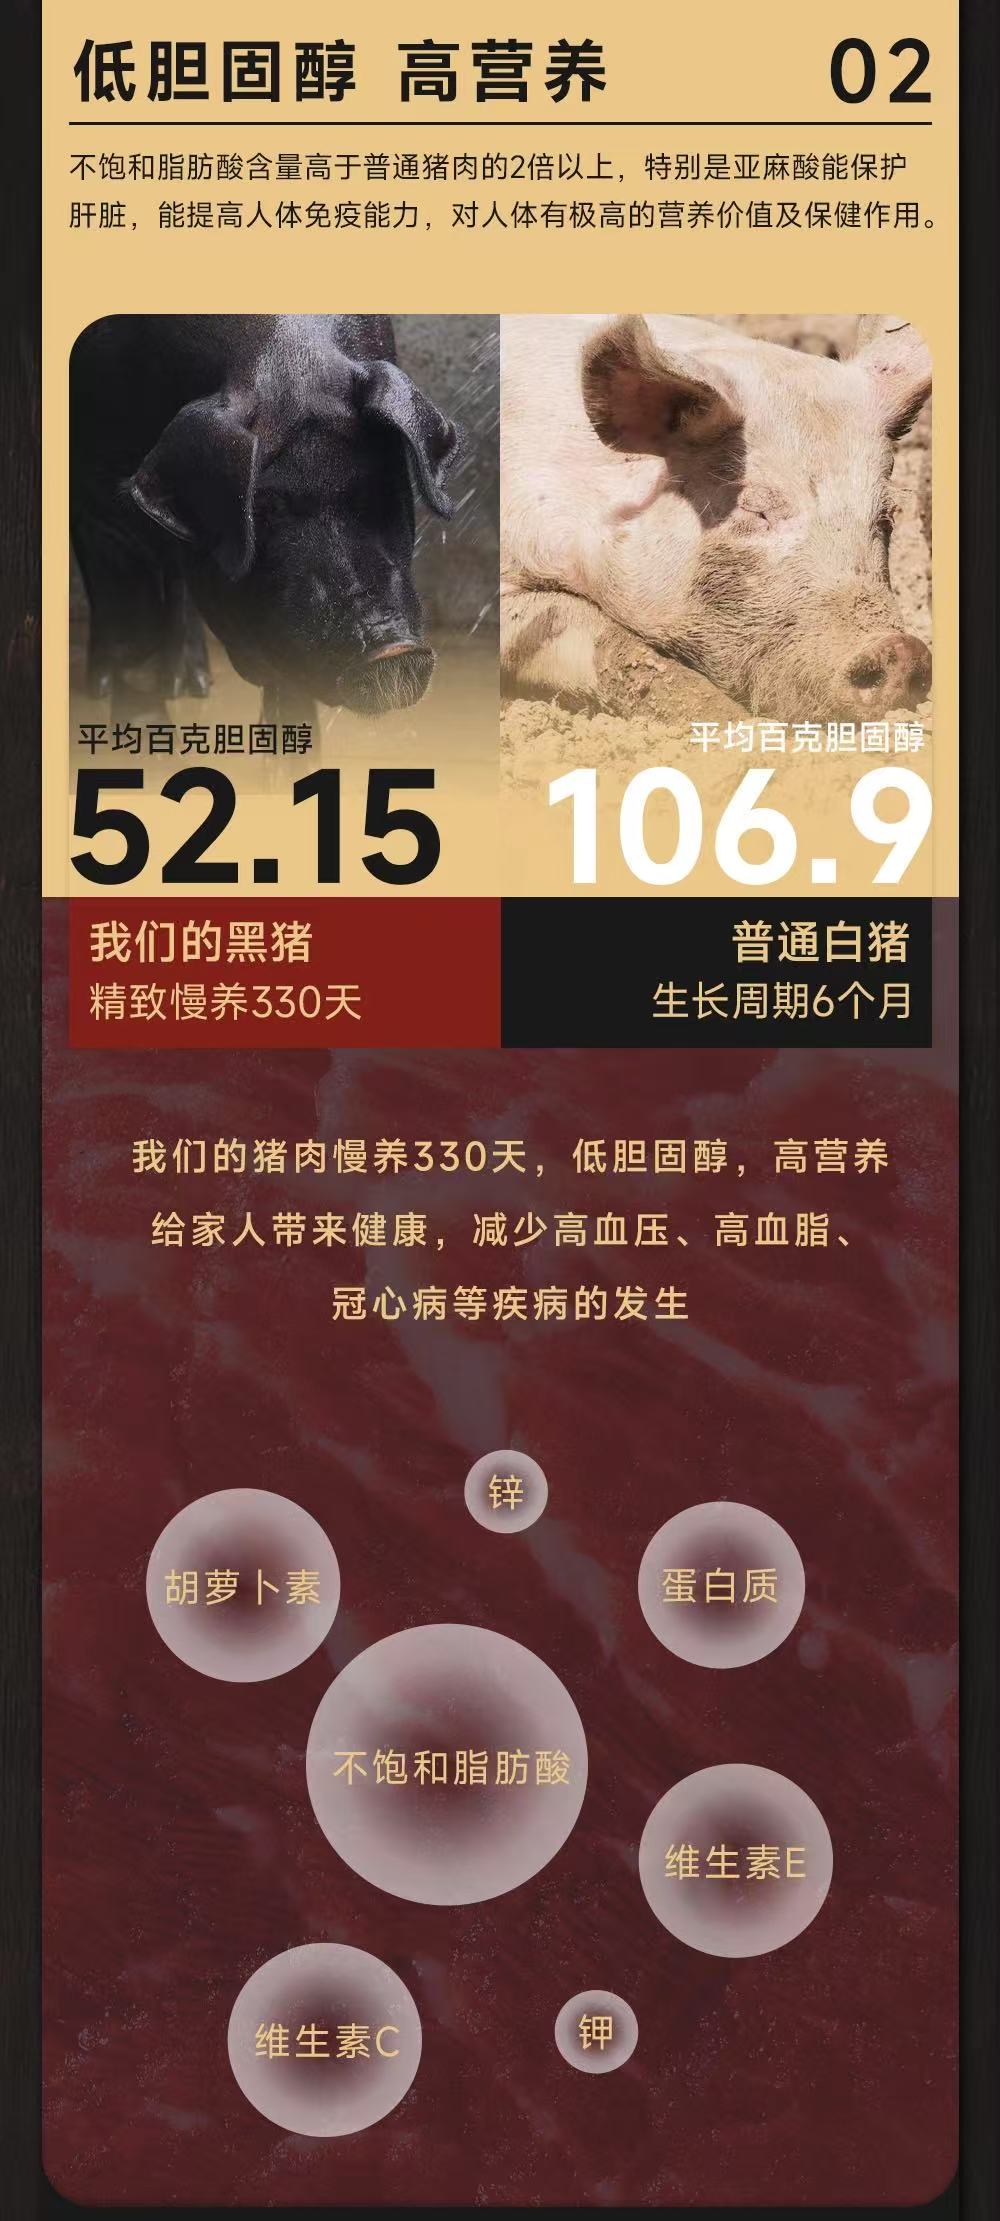 低胆固醇 高营养 02
不饱和脂肪酸含量高于普通猪肉的2倍以上，特别是亚麻酸能保护
肝脏，能提高人体免疫能力，对人体有极高的营养价值及保健作用。
平均百克胆固醇
52.15
平均百克胆固醇
106.9
我们的黑猪
精致慢养330天
普通白猪
生长周期6个月
我们的猪肉慢养330天，低胆固醇，高营养
给家人带来健康，减少高血压、高血脂、
冠心病等疾病的发生
锌
胡萝卜素
蛋白质
不饱和脂肪酸
维生素E
维生素C
钾